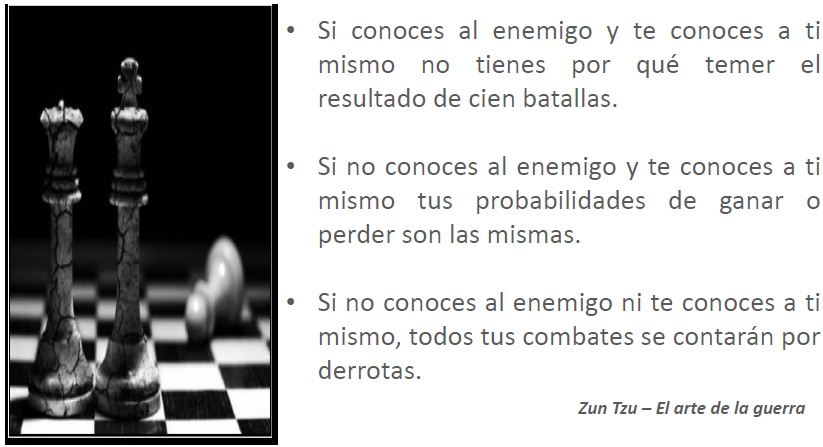 • Si conoces al enemigo y te conoces a ti
mismo no tienes por qué temer el
resultado de cien batallas.
• Si no conoces al enemigo y te conoces a ti
mismo tus probabilidades de ganar o
perder son las mismas.
• Si no conoces al enemigo ni te conoces a ti
mismo, todos tus combates se contarán por
derrotas.
Zun Tzu – El arte de la guerra